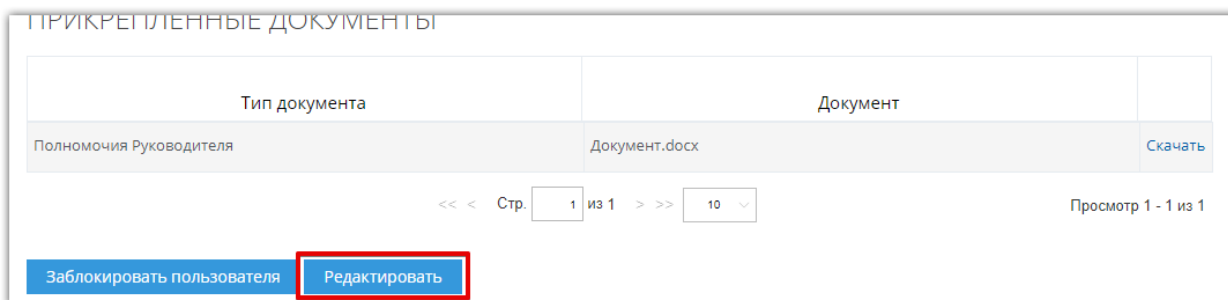 ПРИКРЕПЛЕННЫЕ ДОКУМЕНТЫ
Тип документа Документ
Полномочия Руководителя Документ.docx Скачать
<< < Стр. 1 из 1 > >> 10 Просмотр 1 - 1 из 1
Заблокировать пользователя Редактировать